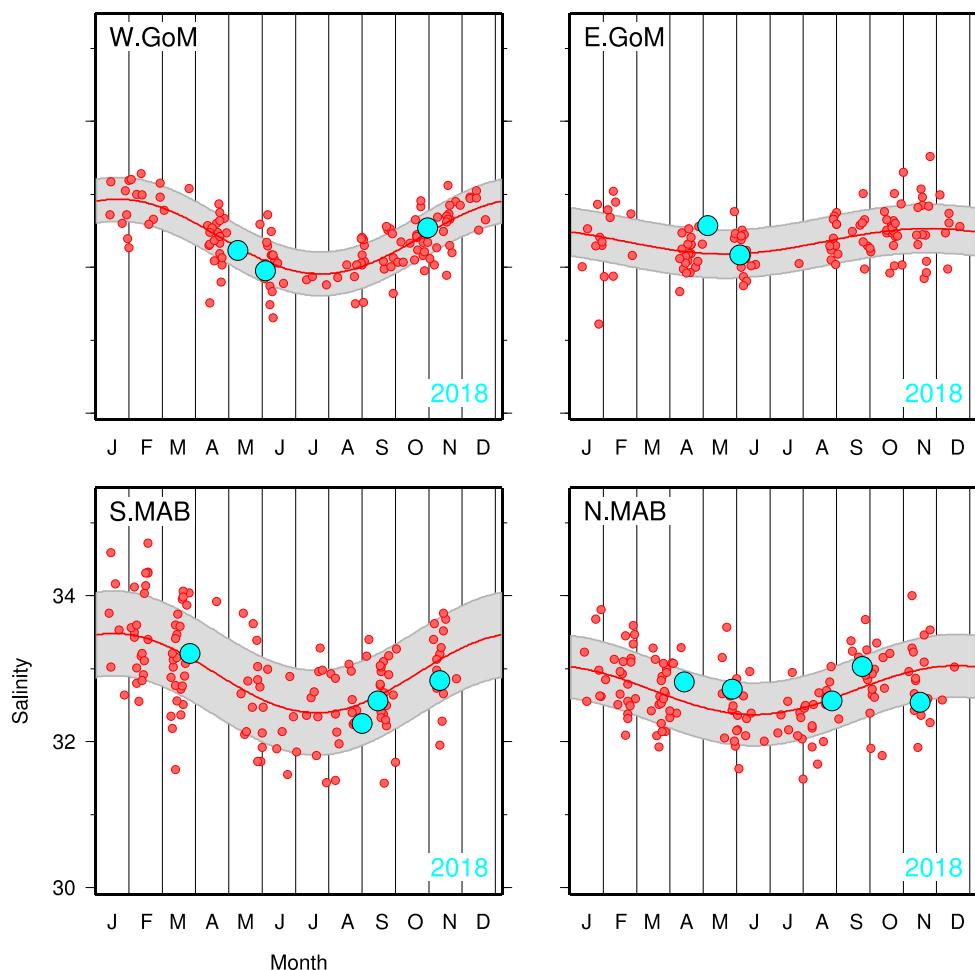 W.GoM
E.GoM
2018
2018
J F M A M J J A S O N D
J F M A M J J A S O N D
S.MAB
N.MAB
34
32
30
Salinity
2018
2018
J F M A M J J A S O N D
J F M A M J J A S O N D
Month